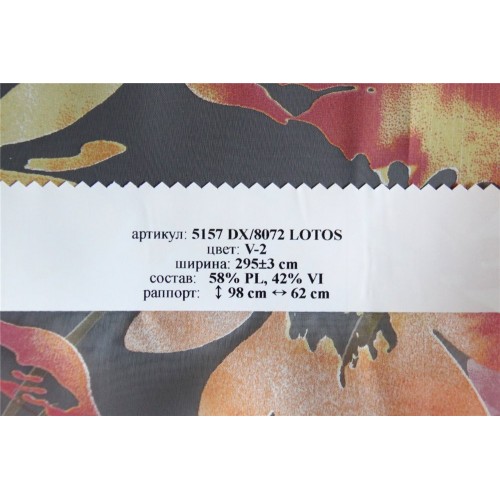 артикул: 5157 DX/8072 LOTOS
цвет: V-2
ширина: 295±3 cm
состав: 58% PL, 42% VI
раппорт: ↕ 98 cm ↔ 62 cm